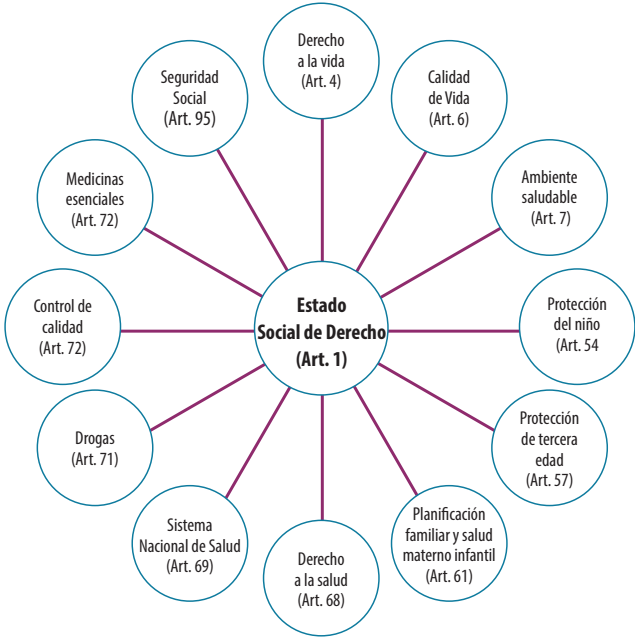 Derecho
a la vida
(Art. 4)
Calidad
de Vida
(Art. 6)
Ambiente
saludable
(Art. 7)
Protección
del niño
(Art. 54
Protección
de tercera
edad
(Art. 57)
Planificación
familiar y salud
materno infantil
(Art. 61)
Derecho
a la salud
(Art. 68)
Sistema
Nacional de Salud
(Art. 69)
Drogas
(Art. 71)
Control de
calidad
(Art. 72)
Medicinas
esenciales
(Art. 72)
Seguridad
Social
(Art. 95)
Estado
Social de Derecho
(Art. 1)